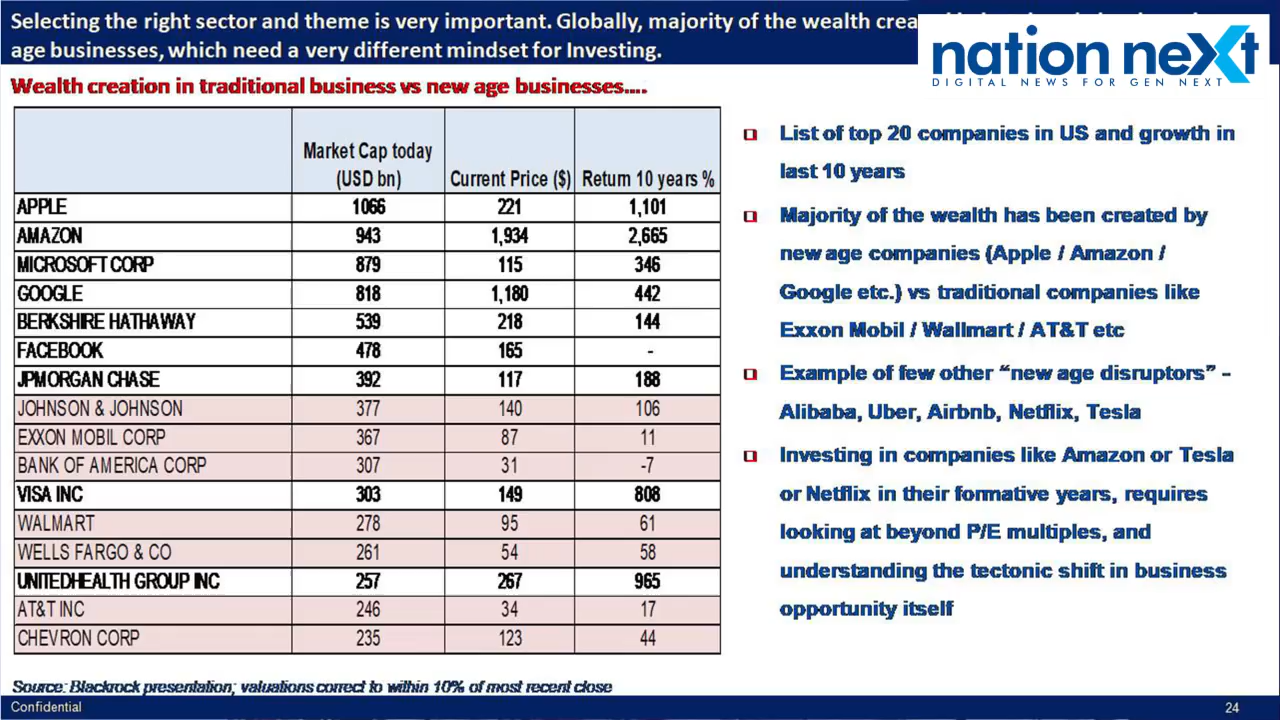 Selecting the right sector and theme is very important. Globally, majority of the wealth
age businesses, which need a very different mindset for Investing.
nation next
DIGITAL NEWS FOR GEN NEXT
Wealth creation in traditional business vs new age businesses....
Market Cap today (USD bn) Current Price ($) Return 10 years %
APPLE 1066 221 1,101
AMAZON 943 1,934 2,665
MICROSOFT CORP 879 115 346
GOOGLE 818 1,180 442
BERKSHIRE HATHAWAY 539 218 144
FACEBOOK 478 165 -
JPMORGAN CHASE 392 117 188
JOHNSON & JOHNSON 377 140 106
EXXON MOBIL CORP 367 87 11
BANK OF AMERICA CORP 307 31 -7
VISA INC 303 149 808
WALMART 278 95 61
WELLS FARGO & CO 261 54 58
UNITEDHEALTH GROUP INC 257 267 965
AT&T INC 246 34 17
CHEVRON CORP 235 123 44
List of top 20 companies in US and growth in
last 10 years
Majority of the wealth has been created by
new age companies (Apple / Amazon /
Google etc.) vs traditional companies like
Exxon Mobil / Wallmart / AT&T etc
Example of few other “new age disruptors” –
Alibaba, Uber, Airbnb, Netflix, Tesla
Investing in companies like Amazon or Tesla
or Netflix in their formative years, requires
looking at beyond P/E multiples, and
understanding the tectonic shift in business
opportunity itself
Source: Blackrock presentation; valuations correct to within 10% of most recent close
Confidential
24